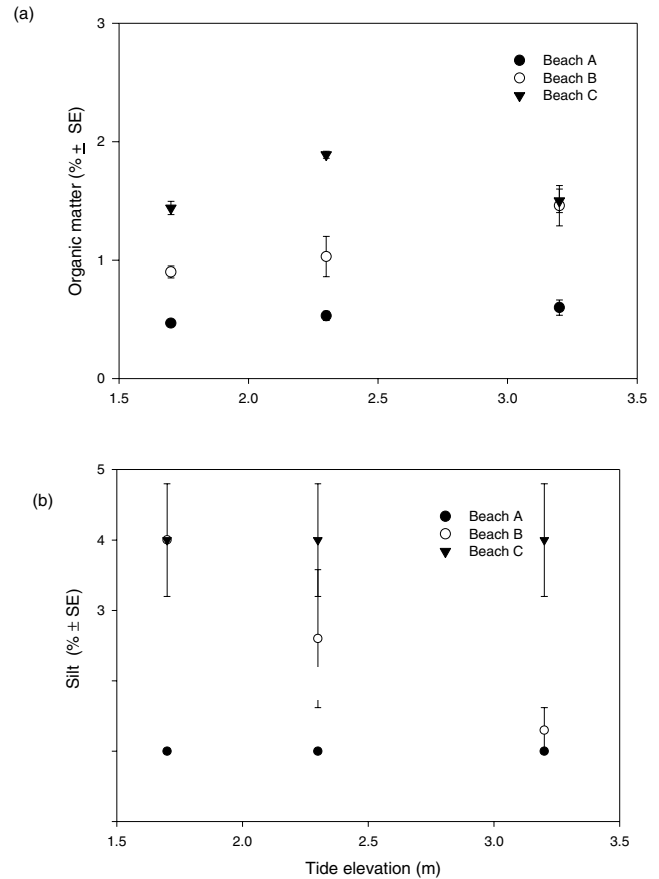 (a)
3
2
1
0
Organic matter (% ± SE)
Beach A
Beach B
Beach C
1.5 2.0 2.5 3.0 3.5
(b)
5
4
3
Silt (% ± SE)
Beach A
Beach B
Beach C
1.5 2.0 2.5 3.0 3.5
Tide elevation (m)